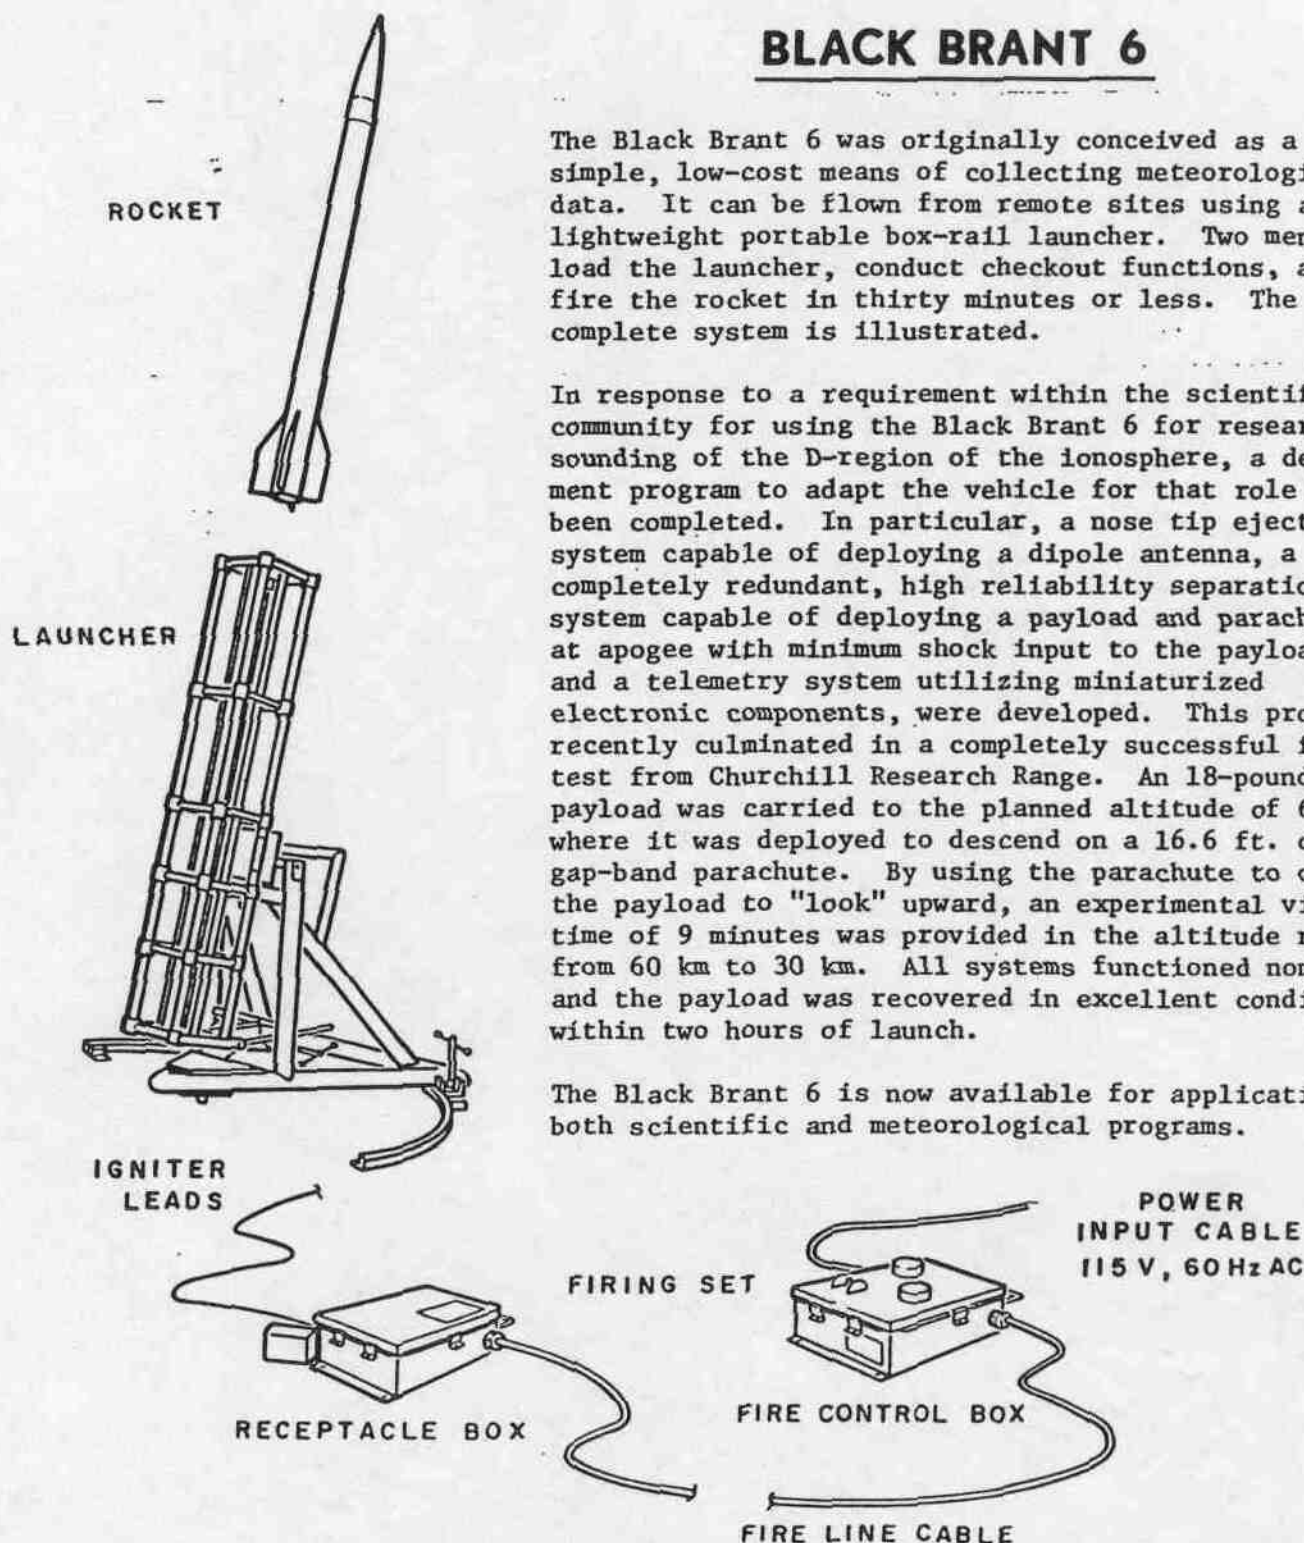 BLACK BRANT 6
The Black Brant 6 was originally conceived as a
simple, low-cost means of collecting meteorologi
data. It can be flown from remote sites using a
lightweight portable box-rail launcher. Two men
load the launcher, conduct checkout functions, a
fire the rocket in thirty minutes or less. The
complete system is illustrated.
In response to a requirement within the scientif
community for using the Black Brant 6 for resear
sounding of the D-region of the ionosphere, a de
ment program to adapt the vehicle for that role
been completed. In particular, a nose tip eject
system capable of deploying a dipole antenna, a
completely redundant, high reliability separatio
system capable of deploying a payload and parach
at apogee with minimum shock input to the payloa
and a telemetry system utilizing miniaturized
electronic components, were developed. This pro
recently culminated in a completely successful f
test from Churchill Research Range. An 18-pound
payload was carried to the planned altitude of 6
where it was deployed to descend on a 16.6 ft. d
gap-band parachute. By using the parachute to o
the payload to "look" upward, an experimental vi
time of 9 minutes was provided in the altitude r
from 60 km to 30 km. All systems functioned nor
and the payload was recovered in excellent condi
within two hours of launch.
The Black Brant 6 is now available for applicati
both scientific and meteorological programs.
ROCKET
LAUNCHER
IGNITER
LEADS
POWER
INPUT CABLE
115 V, 60 Hz AC
FIRING SET
RECEPTACLE BOX
FIRE CONTROL BOX
FIRE LINE CABLE